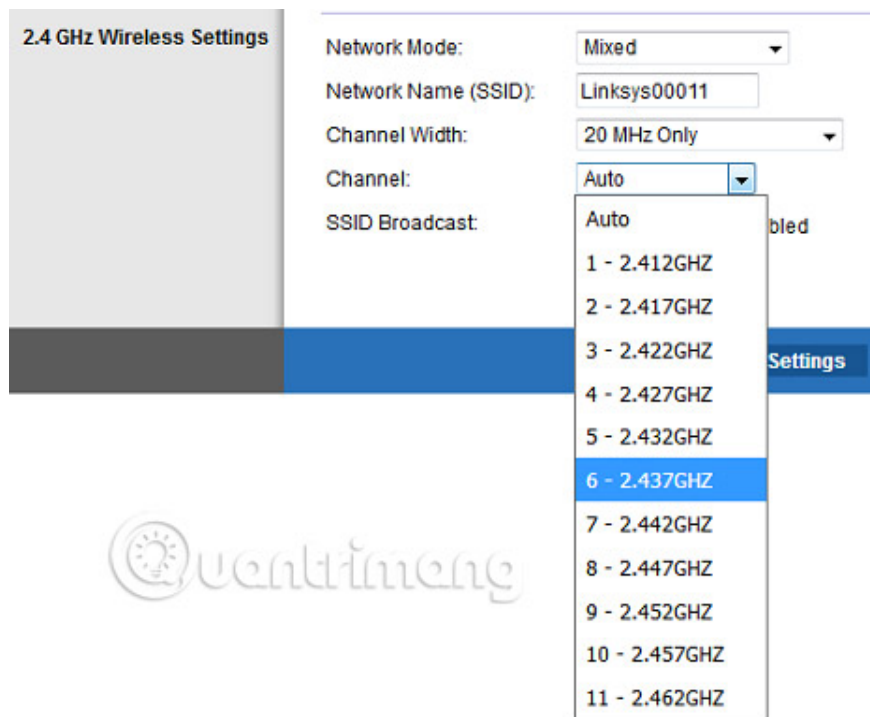 2.4 GHz Wireless Settings
Network Mode: Mixed
Network Name (SSID): Linksys00011
Channel Width: 20 MHz Only
Channel: Auto
SSID Broadcast: bled
Auto
1 - 2.412GHZ
2 - 2.417GHZ
3 - 2.422GHZ
Settings
4 - 2.427GHZ
5 - 2.432GHZ
6 - 2.437GHZ
7 - 2.442GHZ
Quantrimang
8 - 2.447GHZ
9 - 2.452GHZ
10 - 2.457GHZ
11 - 2.462GHZ